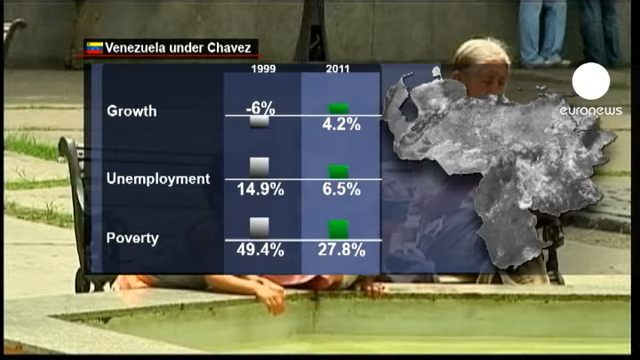 Venezuela under Chavez
1999 2011
Growth -6% 4.2%
Unemployment 14.9% 6.5%
Poverty 49.4% 27.8%
euronews